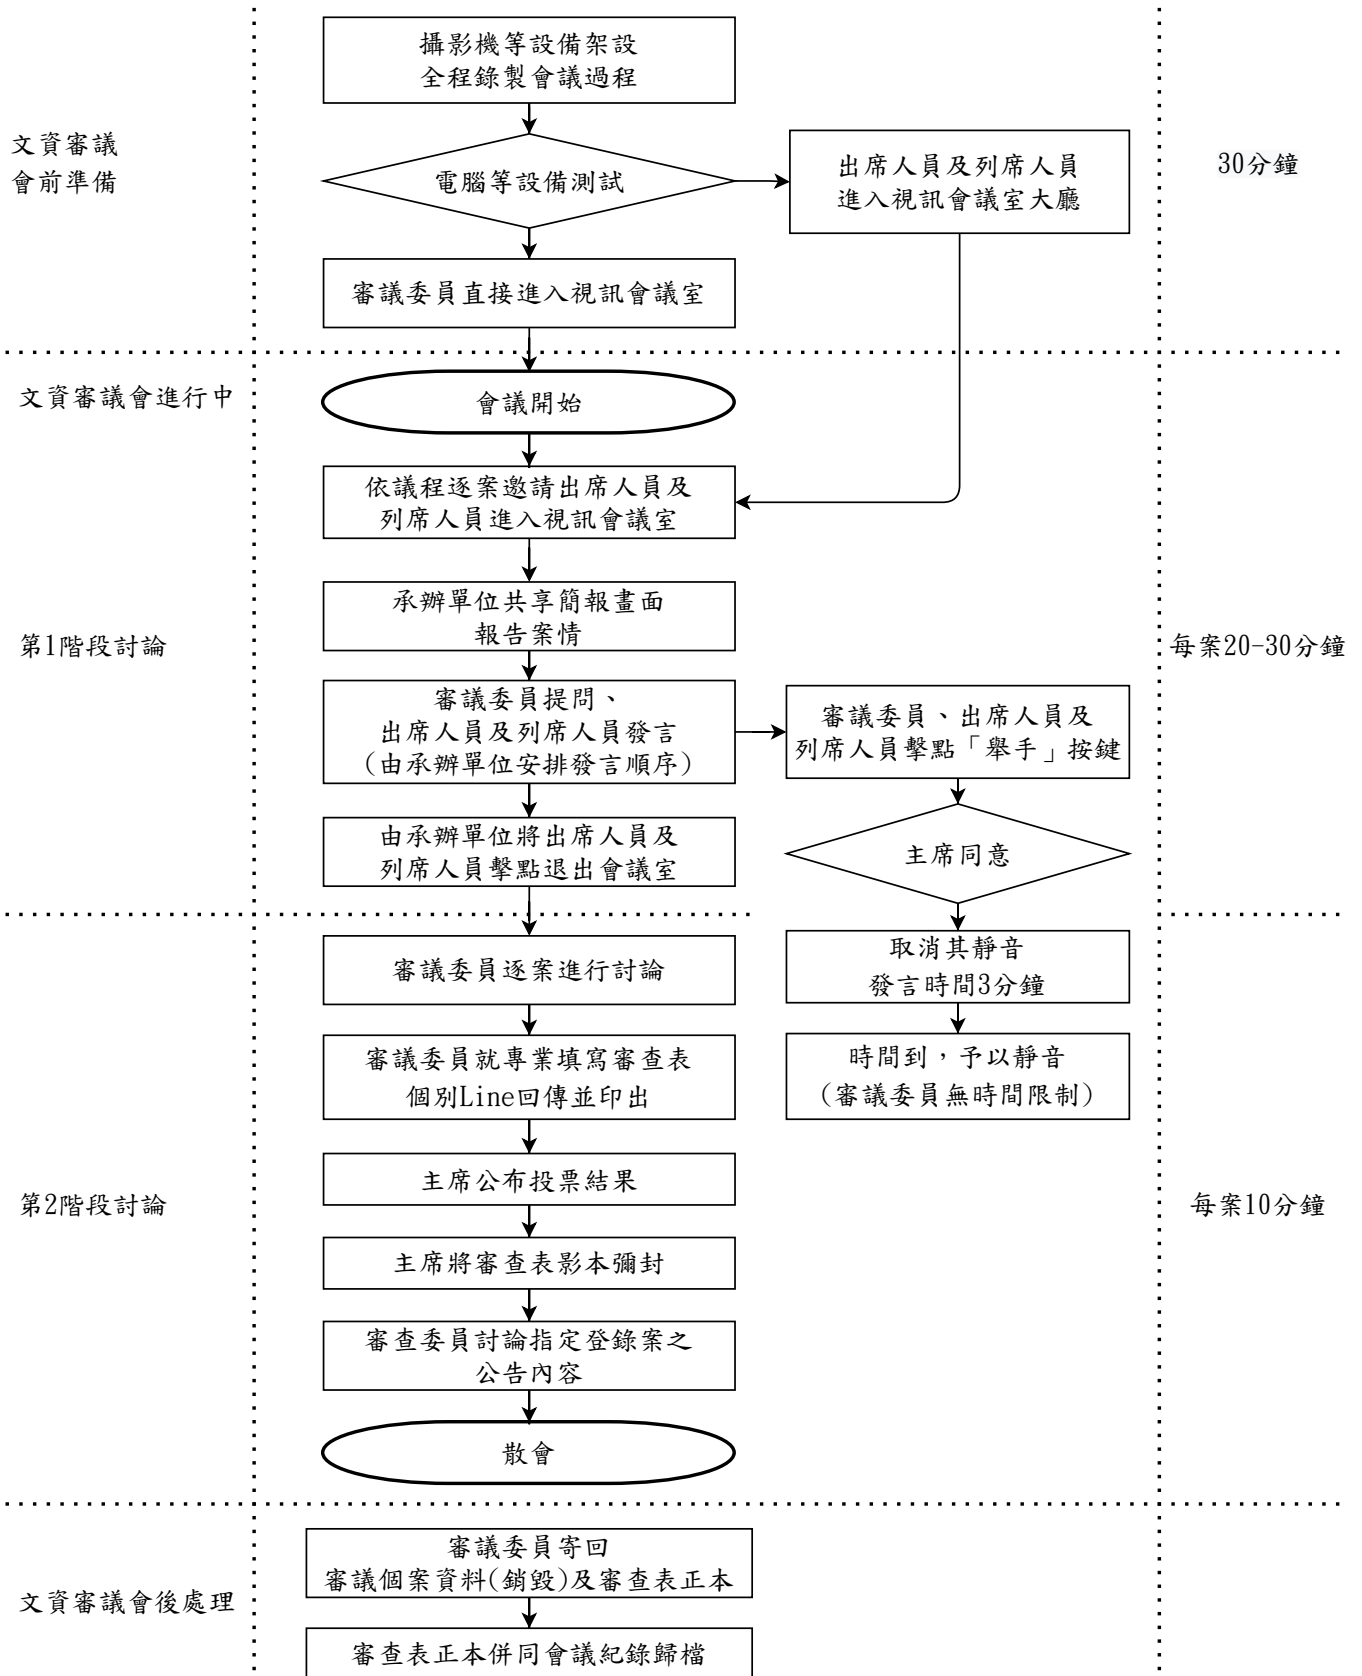 攝影機等設備架設
全程錄製會議過程
文資審議
會前準備
電腦等設備測試
出席人員及列席人員
進入視訊會議室大廳
30分鐘
審議委員直接進入視訊會議室
文資審議會進行中
會議開始
依議程逐案邀請出席人員及
列席人員進入視訊會議室
第1階段討論
承辦單位共享簡報畫面
報告案情
每案20-30分鐘
審議委員提問、
出席人員及列席人員發言
(由承辦單位安排發言順序)
審議委員、出席人員及
列席人員擊點「舉手」按鍵
由承辦單位將出席人員及
列席人員擊點退出會議室
主席同意
審議委員逐案進行討論
取消其靜音
發言時間3分鐘
審議委員就專業填寫審查表
個別Line回傳並印出
時間到，予以靜音
(審議委員無時間限制)
第2階段討論
主席公布投票結果
每案10分鐘
主席將審查表影本彌封
審查委員討論指定登錄案之
公告內容
散會
文資審議會後處理
審議委員寄回
審議個案資料(銷毀)及審查表正本
審查表正本併同會議紀錄歸檔